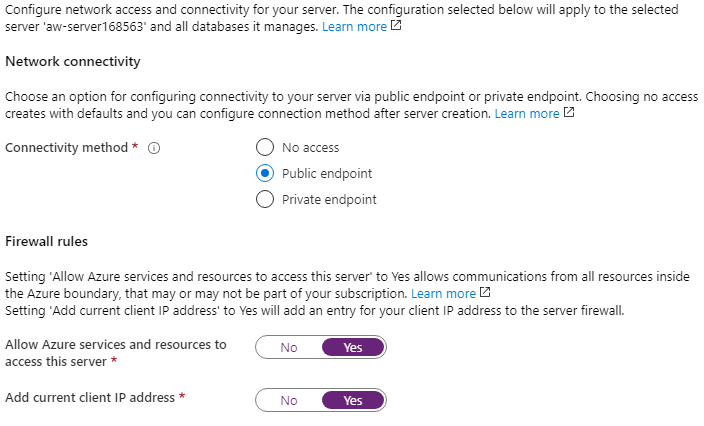 Configure network access and connectivity for your server. The configuration selected below will apply to the selected
server 'aw-server168563' and all databases it manages. Learn more
Network connectivity
Choose an option for configuring connectivity to your server via public endpoint or private endpoint. Choosing no access
creates with defaults and you can configure connection method after server creation. Learn more
Connectivity method *
No access
Public endpoint
Private endpoint
Firewall rules
Setting 'Allow Azure services and resources to access this server' to Yes allows communications from all resources inside
the Azure boundary, that may or may not be part of your subscription. Learn more
Setting 'Add current client IP address' to Yes will add an entry for your client IP address to the server firewall.
Allow Azure services and resources to
access this server *
No Yes
Add current client IP address *
No Yes